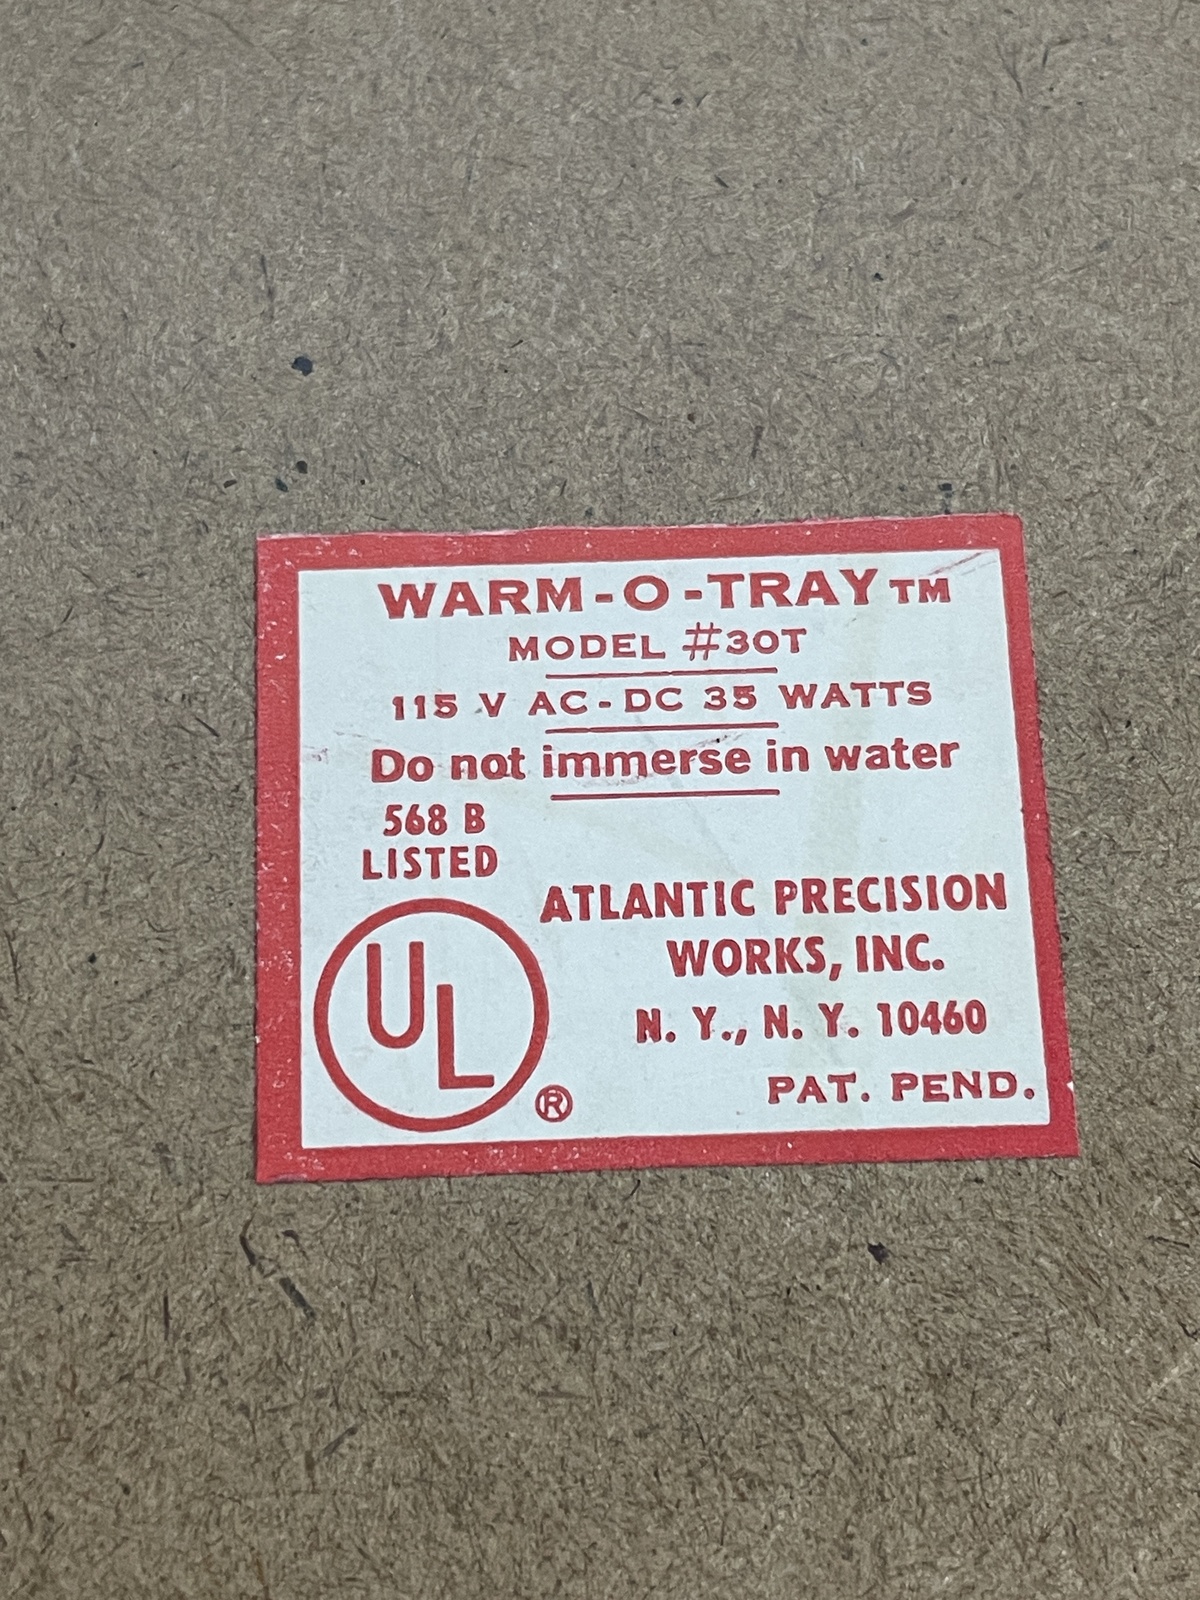 WARM-O-TRAY TM
MODEL #30T
115 V AC-DC 35 WATTS
Do not immerse in water
568 B
LISTED
UL
®
ATLANTIC PRECISION
WORKS, INC.
N. Y., N. Y. 10460
PAT. PEND.